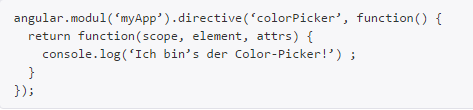 angular.modul(‘myApp’).directive(‘colorPicker’, function() {
  return function(scope, element, attrs) {
    console.log(‘Ich bin’s der Color-Picker!’) ;
  }
});